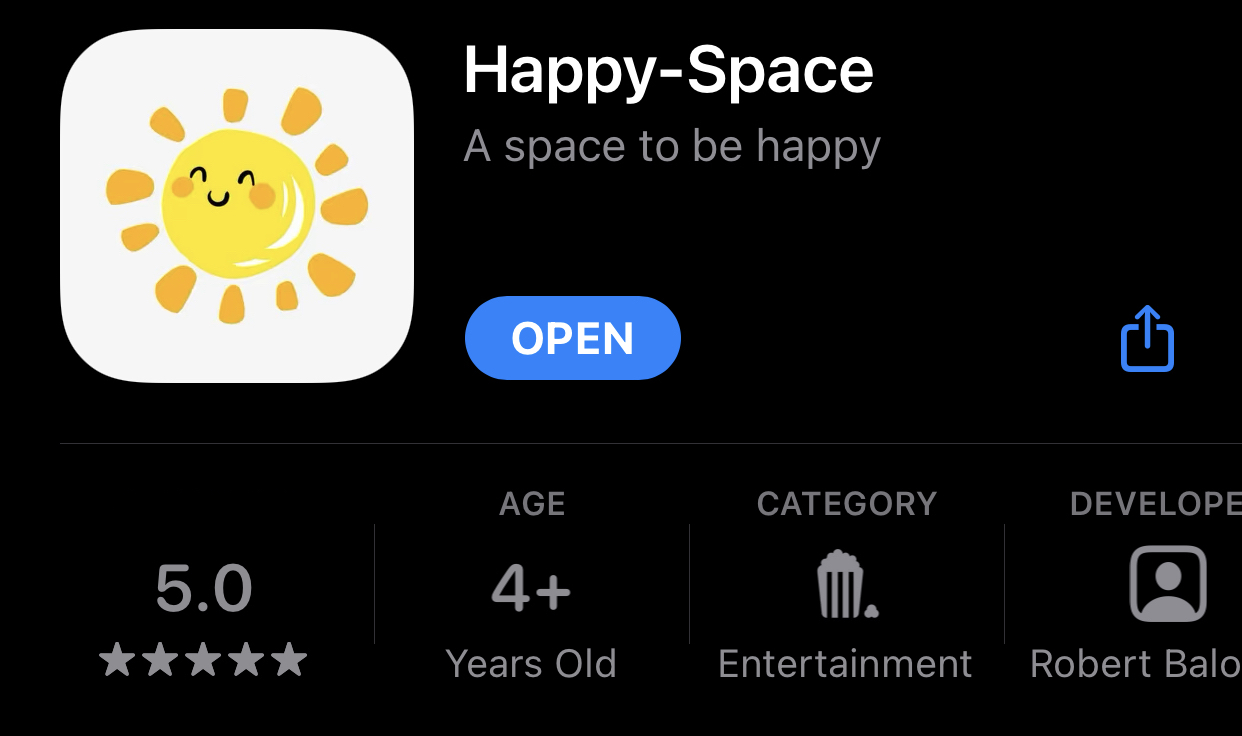 Happy-Space
A space to be happy
OPEN
AGE
CATEGORY
DEVELOPE
5.0
4+
Years Old
Entertainment
Robert Balo